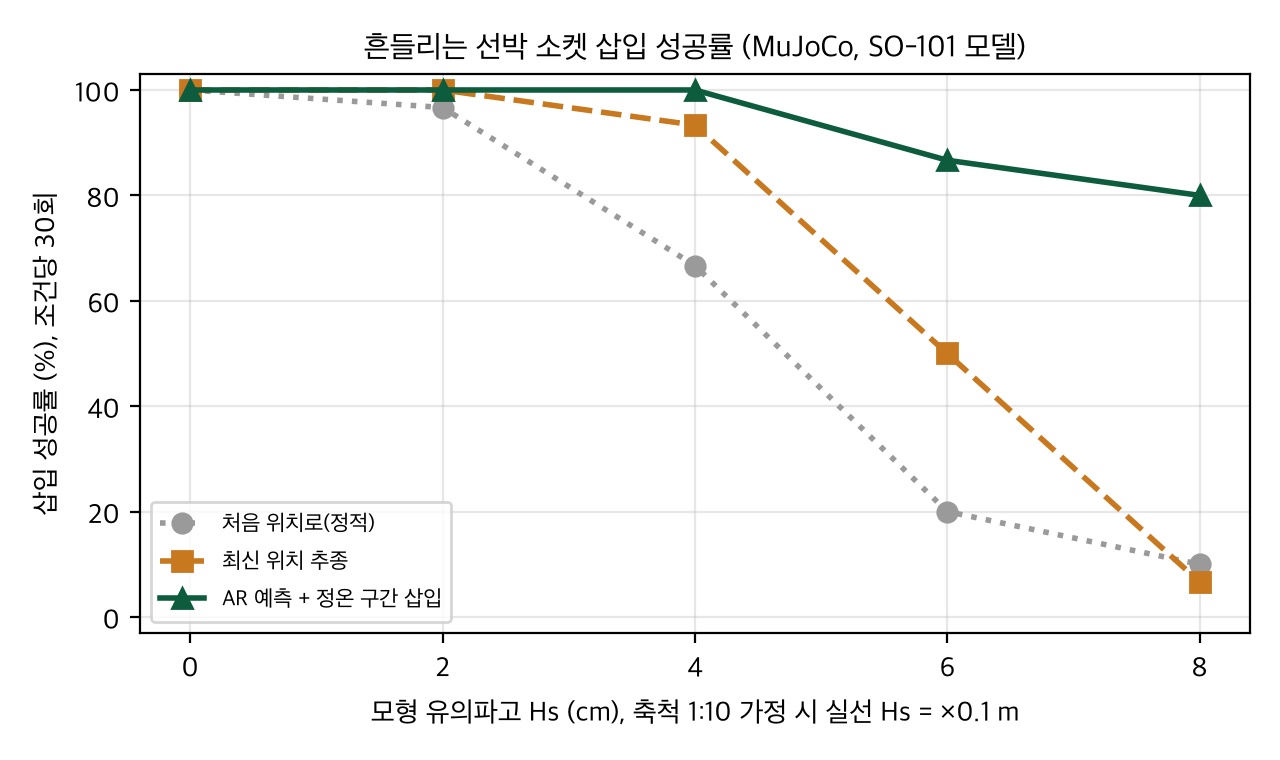 흔들리는 선박 소켓 삽입 성공률 (MuJoCo, SO-101 모델)
삽입 성공률 (%), 조건당 30회
100
80
60
40
20
0
처음 위치로(정적)
최신 위치 추종
AR 예측 + 정온 구간 삽입
0 2 4 6 8
모형 유의파고 Hs (cm), 축척 1:10 가정 시 실선 Hs = ×0.1 m